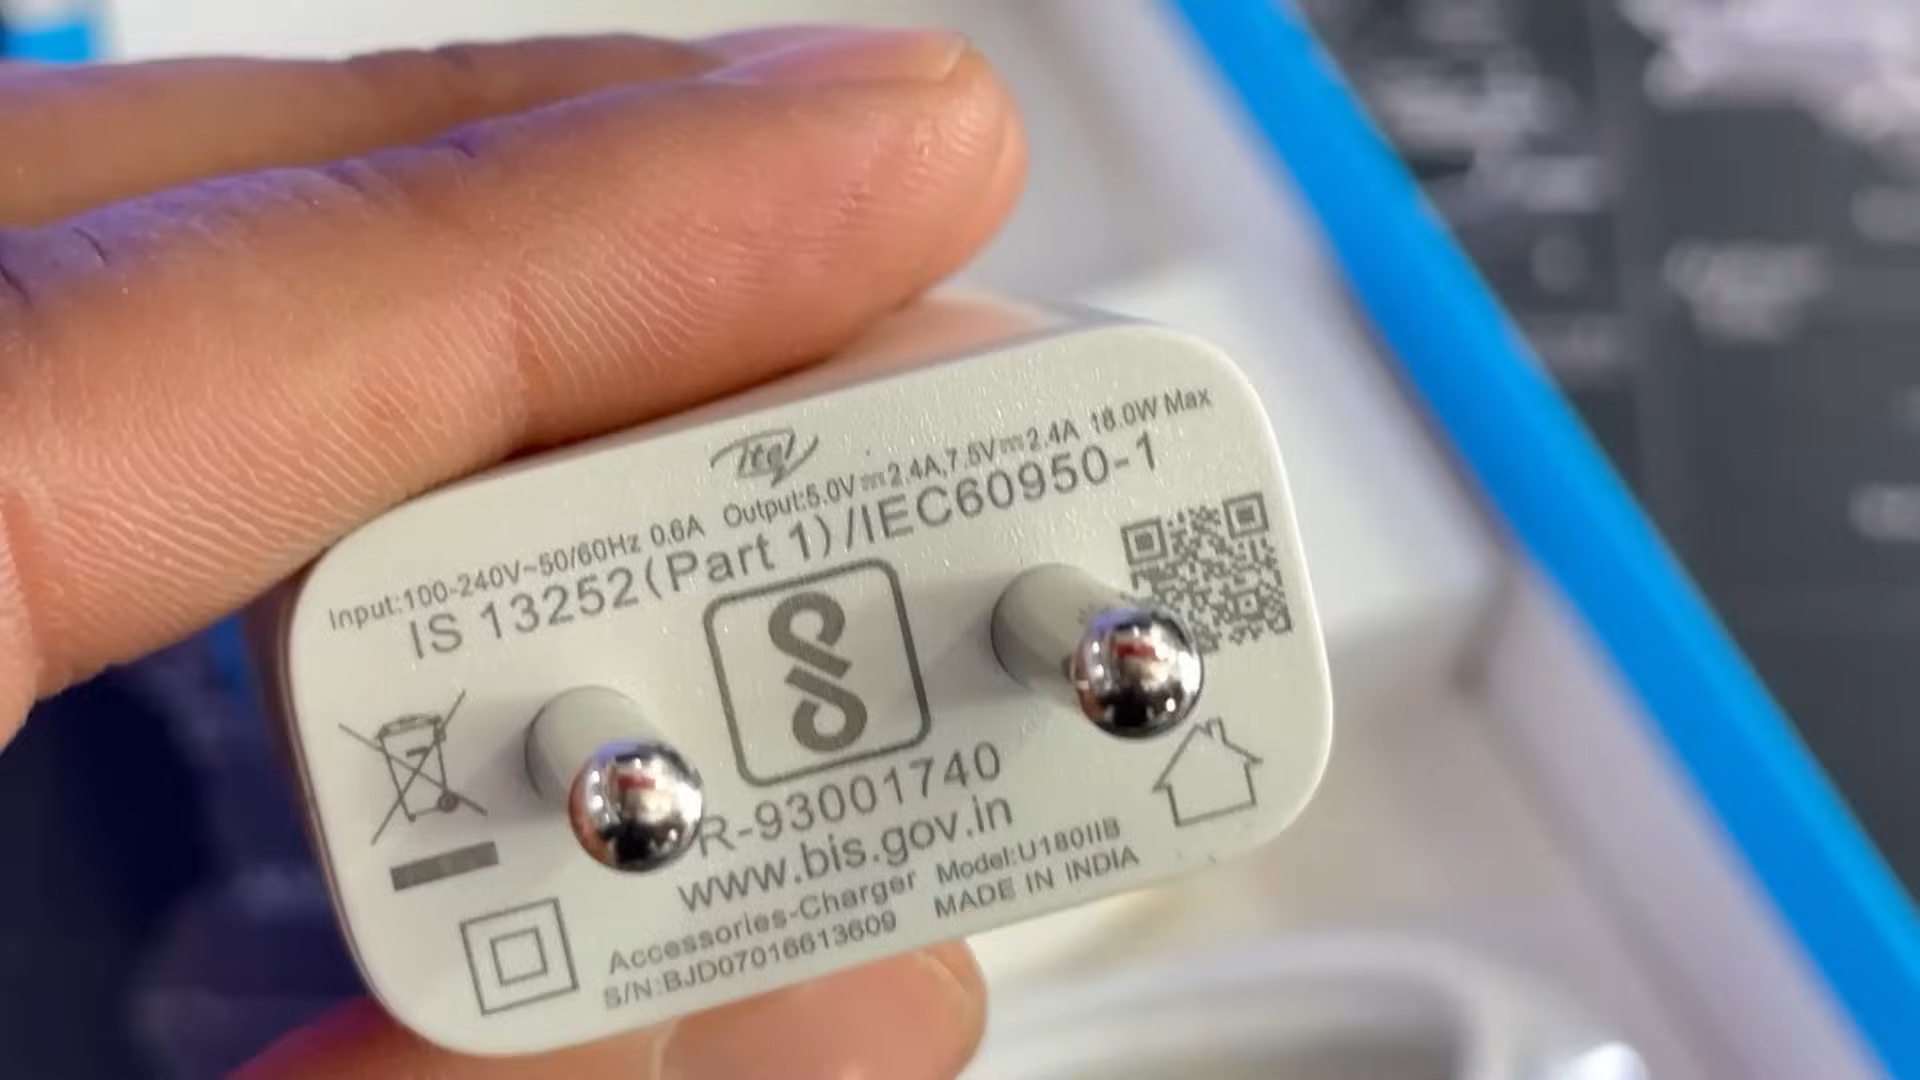 itel
Input:100-240V~50/60Hz 0.6A Output:5.0V⎓2.4A,7.5V⎓2.4A 18.0W Max
IS 13252(Part 1)/IEC60950-1
R-93001740
www.bis.gov.in
Accessories-Charger Model:U180IIB
S/N:BJD07016613609 MADE IN INDIA